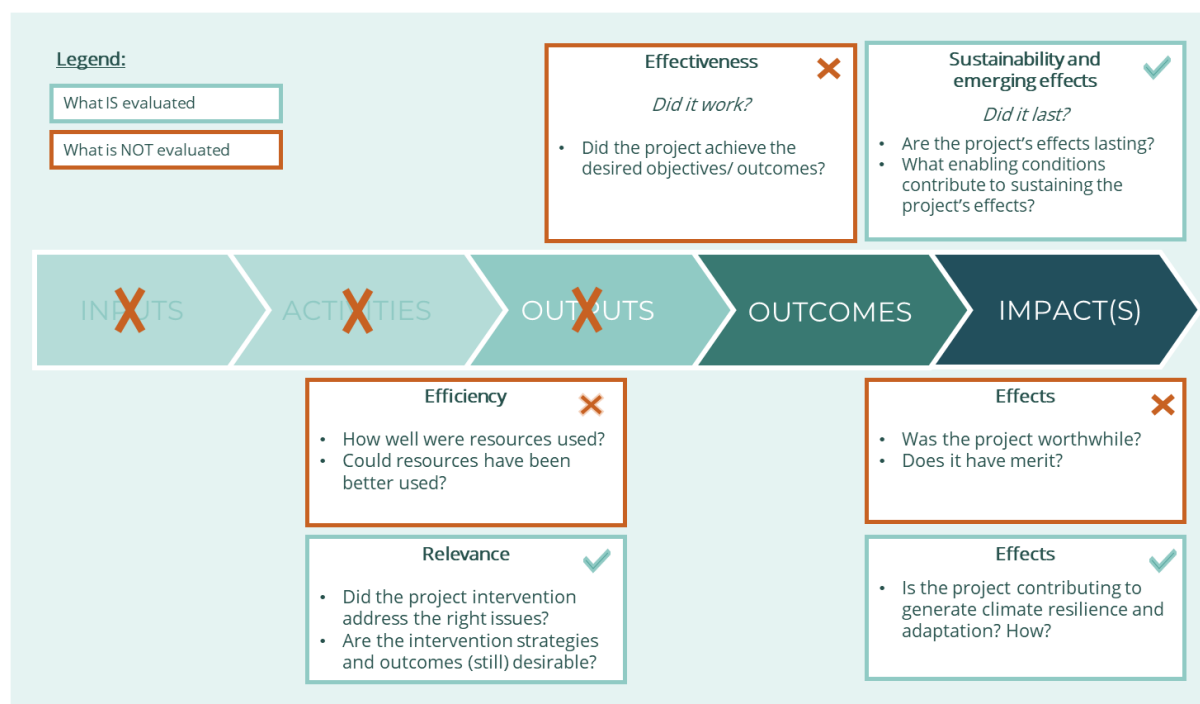 Legend:
What IS evaluated
What is NOT evaluated
Effectiveness
Did it work?
• Did the project achieve the
desired objectives/ outcomes?
Sustainability and
emerging effects
Did it last?
• Are the project's effects lasting?
• What enabling conditions
contribute to sustaining the
project's effects?
INPUTS
ACTIVITIES
OUTPUTS
OUTCOMES
IMPACT(S)
Efficiency
• How well were resources used?
• Could resources have been
better used?
Effects
• Was the project worthwhile?
• Does it have merit?
Relevance
• Did the project intervention
address the right issues?
• Are the intervention strategies
and outcomes (still) desirable?
Effects
• Is the project contributing to
generate climate resilience and
adaptation? How?